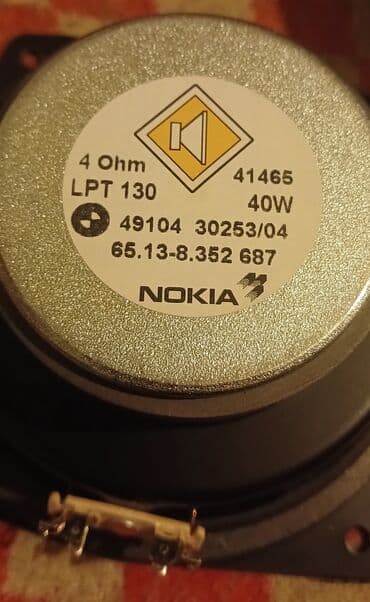 4 Ohm 41465
LPT 130 40W
49104 30253/04
65.13-8.352 687
NOKIA